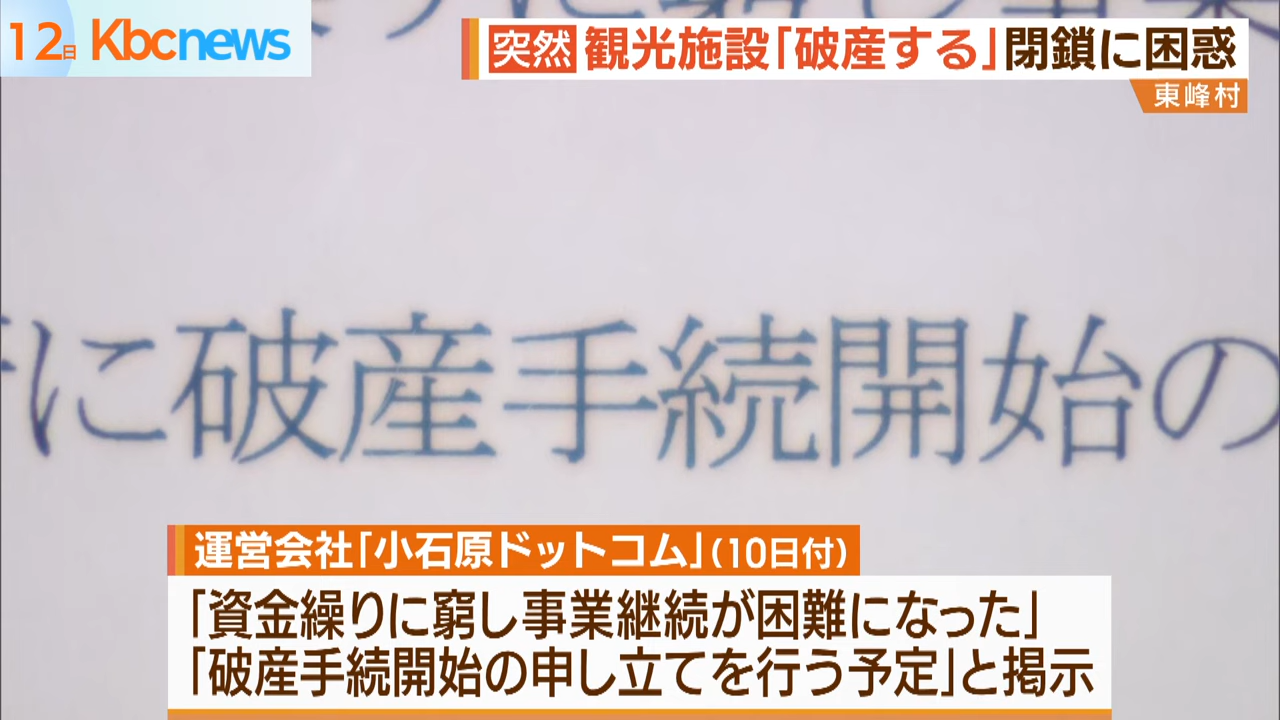 12日 Kbcnews
突然 観光施設「破産する」閉鎖に困惑
東峰村
に破産手続開始の
運営会社「小石原ドットコム」(10日付)
「資金繰りに窮し事業継続が困難になった」
「破産手続開始の申し立てを行う予定」と掲示